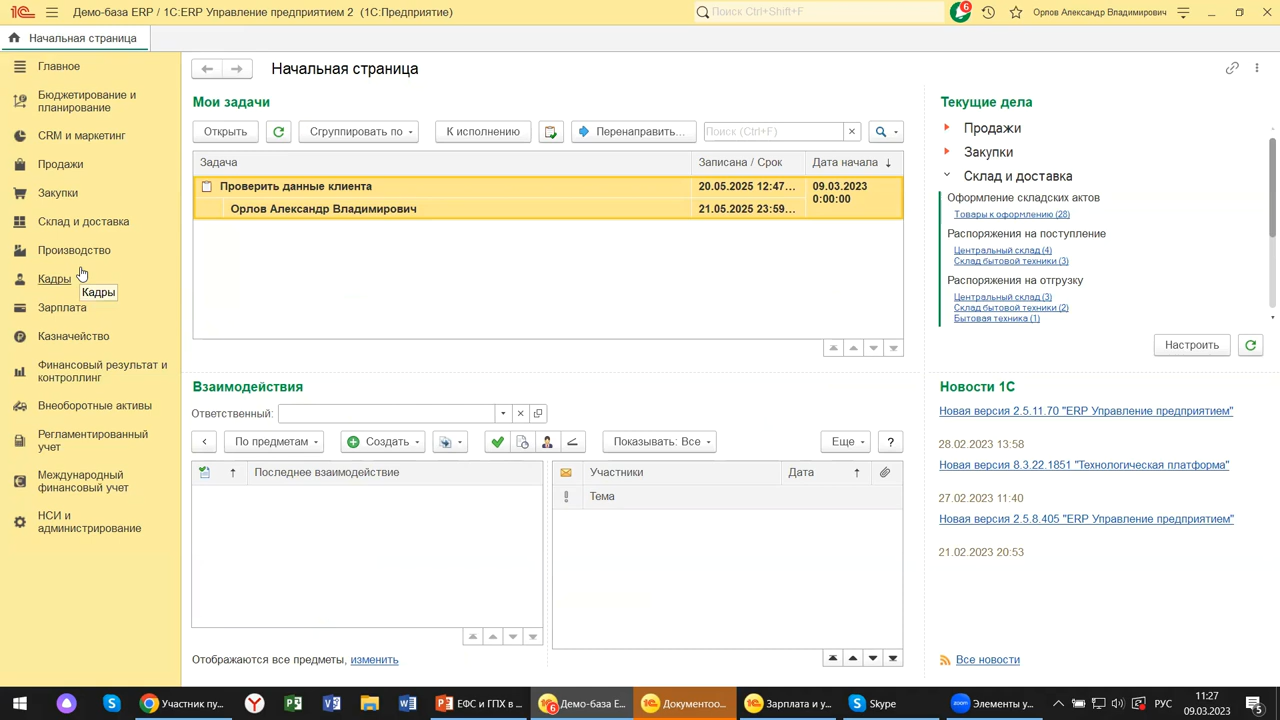 Демо-база ERP / 1С:ERP Управление предприятием 2 (1С:Предприятие)
Поиск Ctrl+Shift+F
6
Орлов Александр Владимирович
Начальная страница
Главное
Бюджетирование и
планирование
CRM и маркетинг
Продажи
Закупки
Склад и доставка
Производство
Кадры
Кадры
Зарплата
Казначейство
Финансовый результат и
контроллинг
Внеоборотные активы
Регламентированный
учет
Международный
финансовый учет
НСИ и
администрирование
Начальная страница
Мои задачи
Открыть
Сгруппировать по
К исполнению
Перенаправить...
Поиск (Ctrl+F)
Задача
Записана / Срок
Дата начала
Проверить данные клиента
20.05.2025 12:47...
09.03.2023
0:00:00
Орлов Александр Владимирович
21.05.2025 23:59...
Взаимодействия
Ответственный:
По предметам
Создать
Показывать: Все
Еще
?
Последнее взаимодействие
Участники
Дата
Тема
Отображаются все предметы, изменить
Текущие дела
Продажи
Закупки
Склад и доставка
Оформление складских актов
Товары к оформлению (28)
Распоряжения на поступление
Центральный склад (4)
Склад бытовой техники (3)
Распоряжения на отгрузку
Центральный склад (3)
Склад бытовой техники (2)
Бытовая техника (1)
Настроить
Новости 1С
Новая версия 2.5.11.70 "ERP Управление предприятием"
28.02.2023 13:58
Новая версия 8.3.22.1851 "Технологическая платформа"
27.02.2023 11:40
Новая версия 2.5.8.405 "ERP Управление предприятием"
21.02.2023 20:53
Все новости
Участник пу...
ЕФС и ГПХ в ...
6
Демо-база E...
Документоо...
Зарплата и у...
Skype
Элементы у...
РУС
11:27
09.03.2023
5